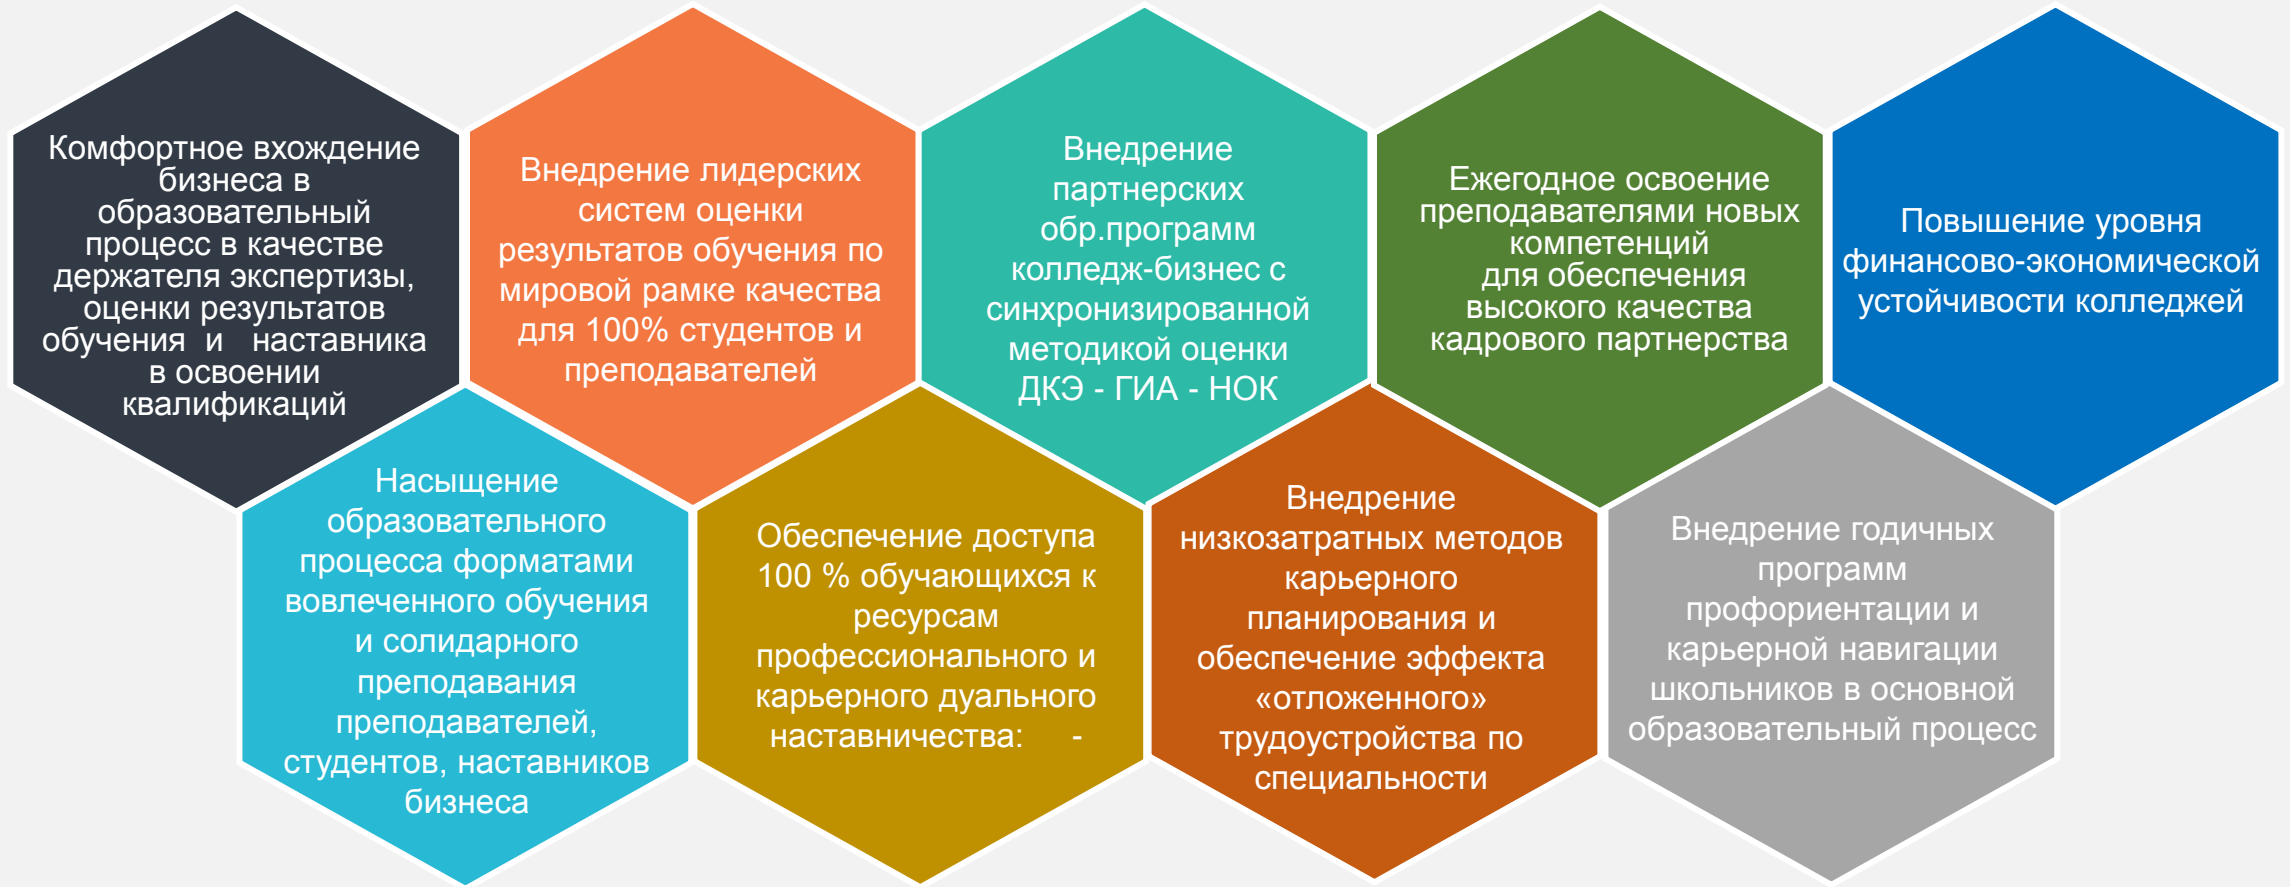 Комфортное вхождение
бизнеса в
образовательный
процесс в качестве
держателя экспертизы,
оценки результатов
обучения и наставника
в освоении
квалификаций
Внедрение лидерских
систем оценки
результатов обучения по
мировой рамке качества
для 100% студентов и
преподавателей
Внедрение
партнерских
обр.программ
колледж-бизнес с
синхронизированной
методикой оценки
ДКЭ - ГИА - НОК
Ежегодное освоение
преподавателями новых
компетенций
для обеспечения
высокого качества
кадрового партнерства
Повышение уровня
финансово-экономической
устойчивости колледжей
Насыщение
образовательного
процесса форматами
вовлеченного обучения
и солидарного
преподавания
преподавателей,
студентов, наставников
бизнеса
Обеспечение доступа
100 % обучающихся к
ресурсам
профессионального и
карьерного дуального
наставничества: -
Внедрение
низкозатратных методов
карьерного
планирования и
обеспечение эффекта
«отложенного»
трудоустройства по
специальности
Внедрение годичных
программ
профориентации и
карьерной навигации
школьников в основной
образовательный процесс